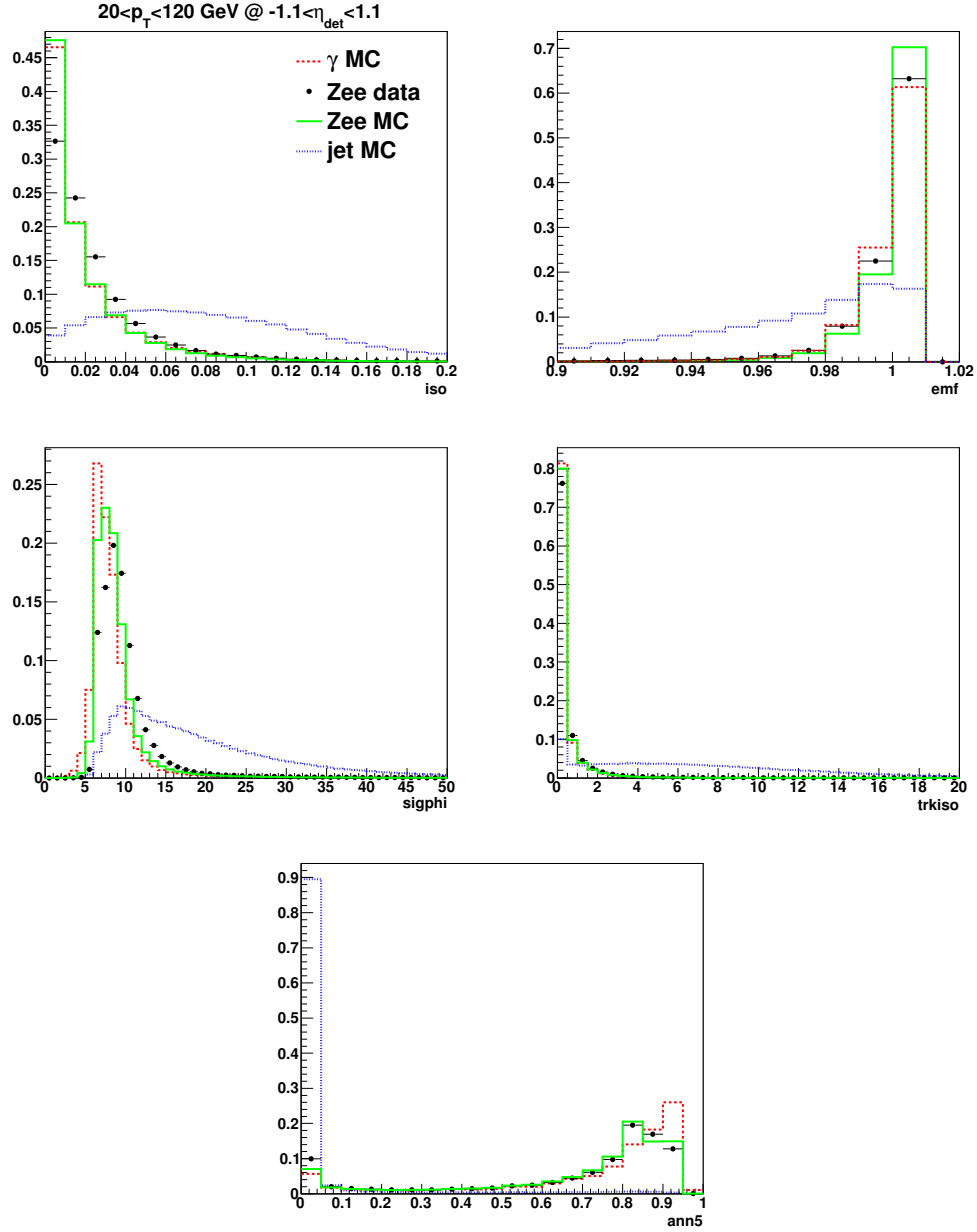 20<p_T<120 GeV @ -1.1<η_det<1.1
γ MC
Zee data
Zee MC
jet MC
0.45
0.4
0.35
0.3
0.25
0.2
0.15
0.1
0.05
0
0 0.02 0.04 0.06 0.08 0.1 0.12 0.14 0.16 0.18 0.2
iso
0.7
0.6
0.5
0.4
0.3
0.2
0.1
0
0.9 0.92 0.94 0.96 0.98 1 1.02
emf
0.25
0.2
0.15
0.1
0.05
0
0 5 10 15 20 25 30 35 40 45 50
sigphi
0.8
0.7
0.6
0.5
0.4
0.3
0.2
0.1
0
0 2 4 6 8 10 12 14 16 18 20
trkiso
0.9
0.8
0.7
0.6
0.5
0.4
0.3
0.2
0.1
0
0 0.1 0.2 0.3 0.4 0.5 0.6 0.7 0.8 0.9 1
ann5